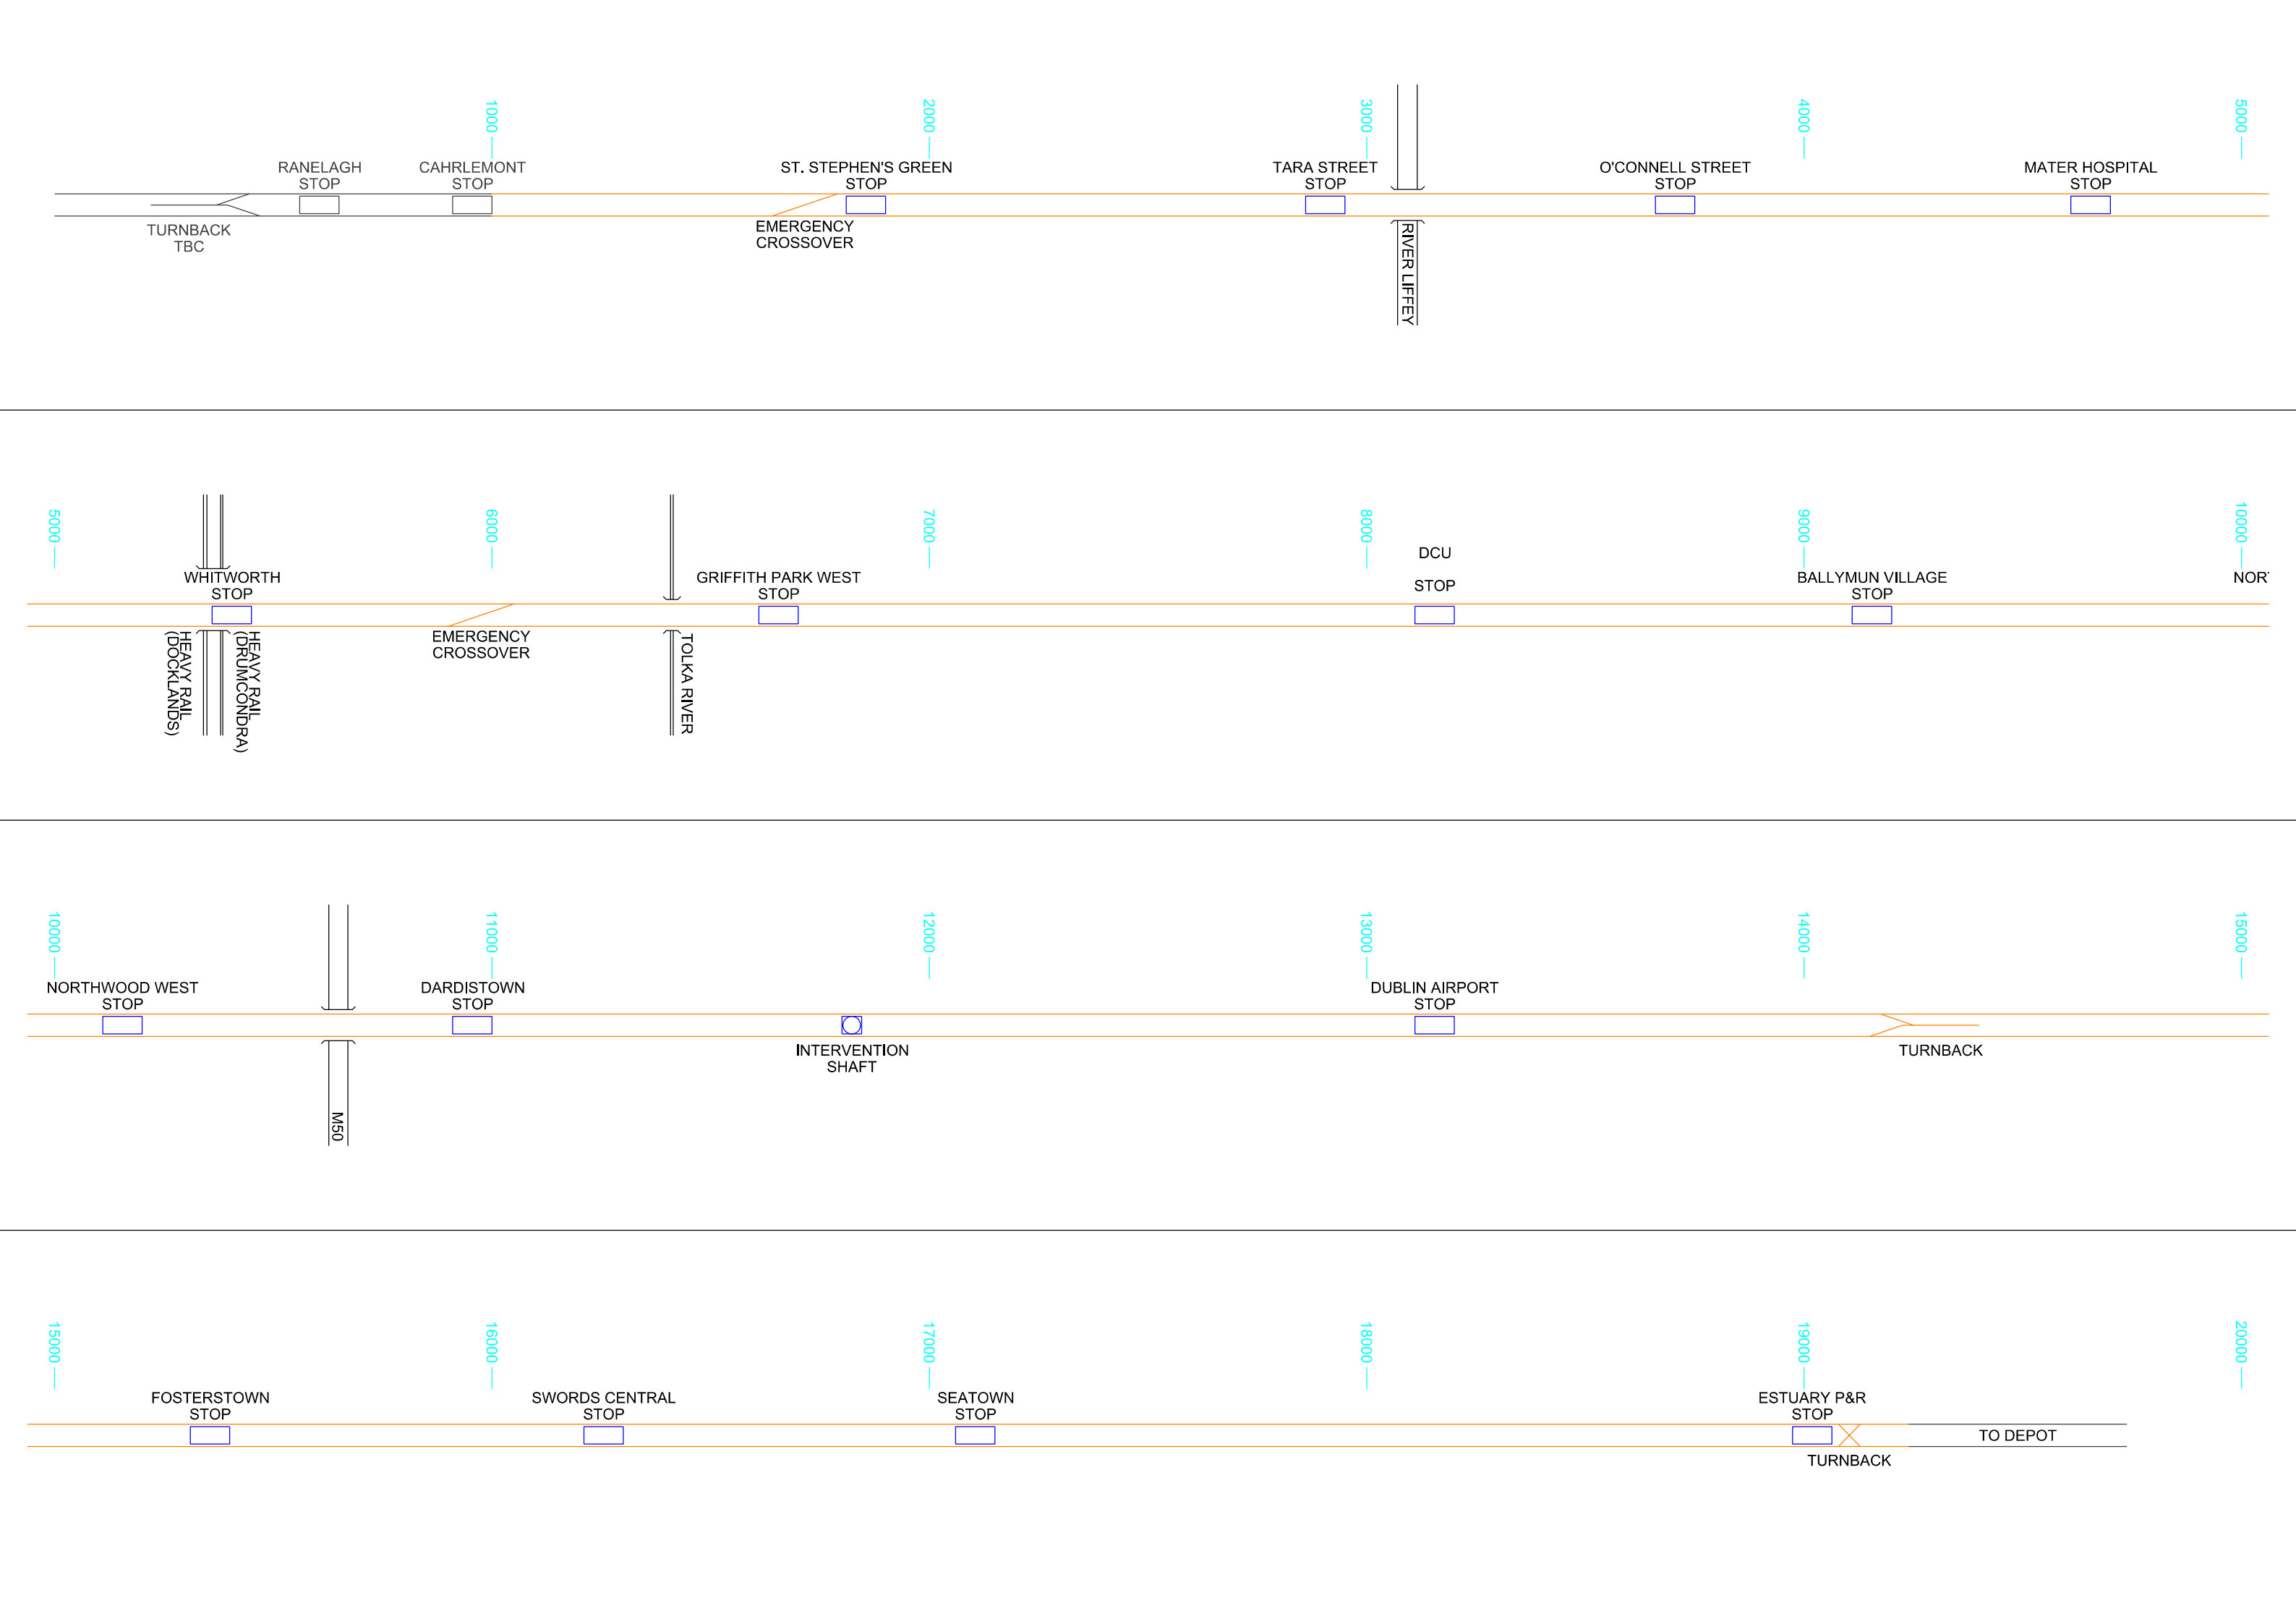 1000
2000
3000
4000
5000
RANELAGH
STOP
CAHRLEMONT
STOP
ST. STEPHEN'S GREEN
STOP
TARA STREET
STOP
O'CONNELL STREET
STOP
MATER HOSPITAL
STOP
TURNBACK
TBC
EMERGENCY
CROSSOVER
RIVER LIFFEY
5000
6000
7000
8000
9000
10000
WHITWORTH
STOP
GRIFFITH PARK WEST
STOP
DCU
STOP
BALLYMUN VILLAGE
STOP
NOR
HEAVY RAIL
(DOCKLANDS)
HEAVY RAIL
(DRUMCONDRA)
EMERGENCY
CROSSOVER
TOLKA RIVER
10000
11000
12000
13000
14000
15000
NORTHWOOD WEST
STOP
DARDISTOWN
STOP
DUBLIN AIRPORT
STOP
INTERVENTION
SHAFT
TURNBACK
M50
15000
16000
17000
18000
19000
20000
FOSTERSTOWN
STOP
SWORDS CENTRAL
STOP
SEATOWN
STOP
ESTUARY P&R
STOP
TO DEPOT
TURNBACK